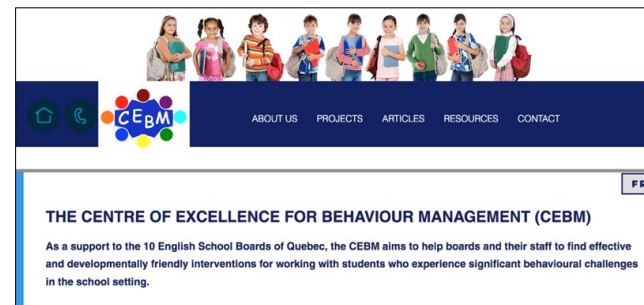 CEBM
ABOUT US PROJECTS ARTICLES RESOURCES CONTACT
FR
THE CENTRE OF EXCELLENCE FOR BEHAVIOUR MANAGEMENT (CEBM)
As a support to the 10 English School Boards of Quebec, the CEBM aims to help boards and their staff to find effective
and developmentally friendly interventions for working with students who experience significant behavioural challenges
in the school setting.